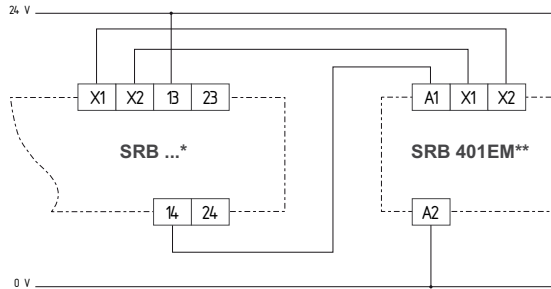 24 V
X1 X2 13 23
A1 X1 X2
SRB ...*
SRB 401EM**
14 24
A2
0 V